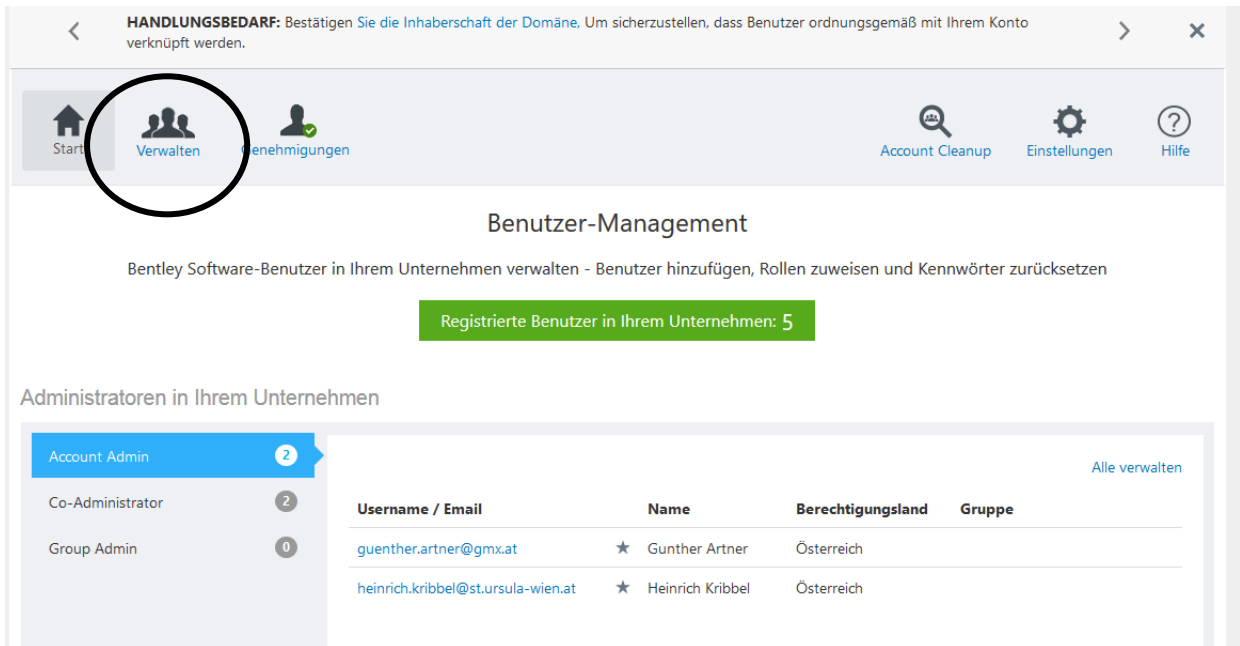 HANDLUNGSBEDARF: Bestätigen Sie die Inhaberschaft der Domäne, Um sicherzustellen, dass Benutzer ordnungsgemäß mit Ihrem Konto
verknüpft werden.
Start
Verwalten
Genehmigungen
Account Cleanup
Einstellungen
Hilfe
Benutzer-Management
Bentley Software-Benutzer in Ihrem Unternehmen verwalten - Benutzer hinzufügen, Rollen zuweisen und Kennwörter zurücksetzen
Registrierte Benutzer in Ihrem Unternehmen: 5
Administratoren in Ihrem Unternehmen
Account Admin 2
Co-Administrator 2
Group Admin 0
Alle verwalten
Username / Email Name Berechtigungsland Gruppe
guenther.artner@gmx.at Gunther Artner Österreich
heinrich.kribbel@st.ursula-wien.at Heinrich Kribbel Österreich